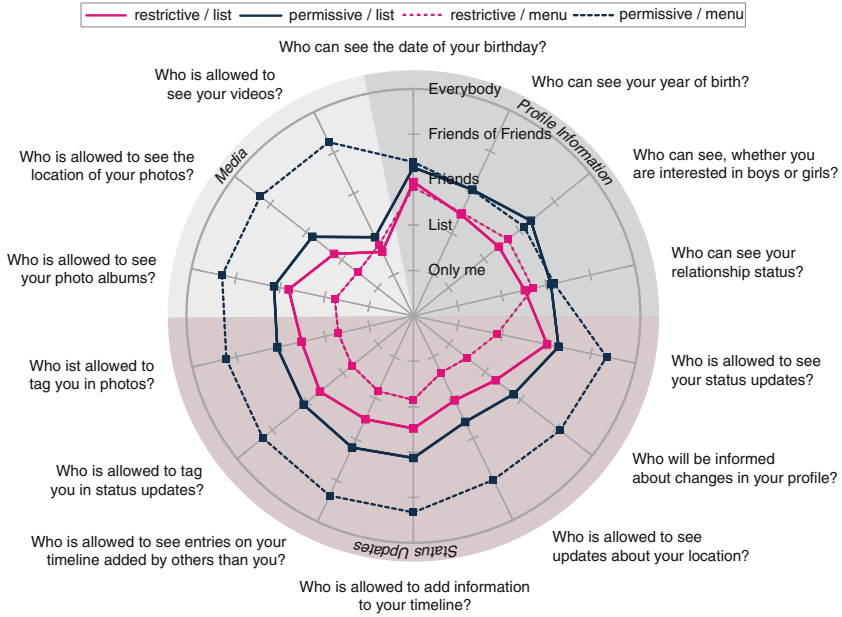 restrictive / list permissive / list restrictive / menu permissive / menu
Who can see the date of your birthday?
Who is allowed to
see your videos?
Everybody
Who can see your year of birth?
Friends of Friends
Profile Information
Media
Who is allowed to see the
location of your photos?
Who can see, whether you
are interested in boys or girls?
Friends
List
Only me
Who is allowed to see
your photo albums?
Who can see your
relationship status?
Who ist allowed to
tag you in photos?
Who is allowed to see
your status updates?
Who is allowed to tag
you in status updates?
Who will be informed
about changes in your profile?
Status Updates
Who is allowed to see entries on your
timeline added by others than you?
Who is allowed to see
updates about your location?
Who is allowed to add information
to your timeline?